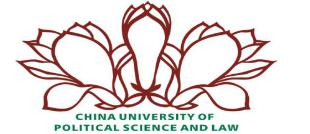 CHINA UNIVERSITY OF
POLITICAL SCIENCE AND LAW